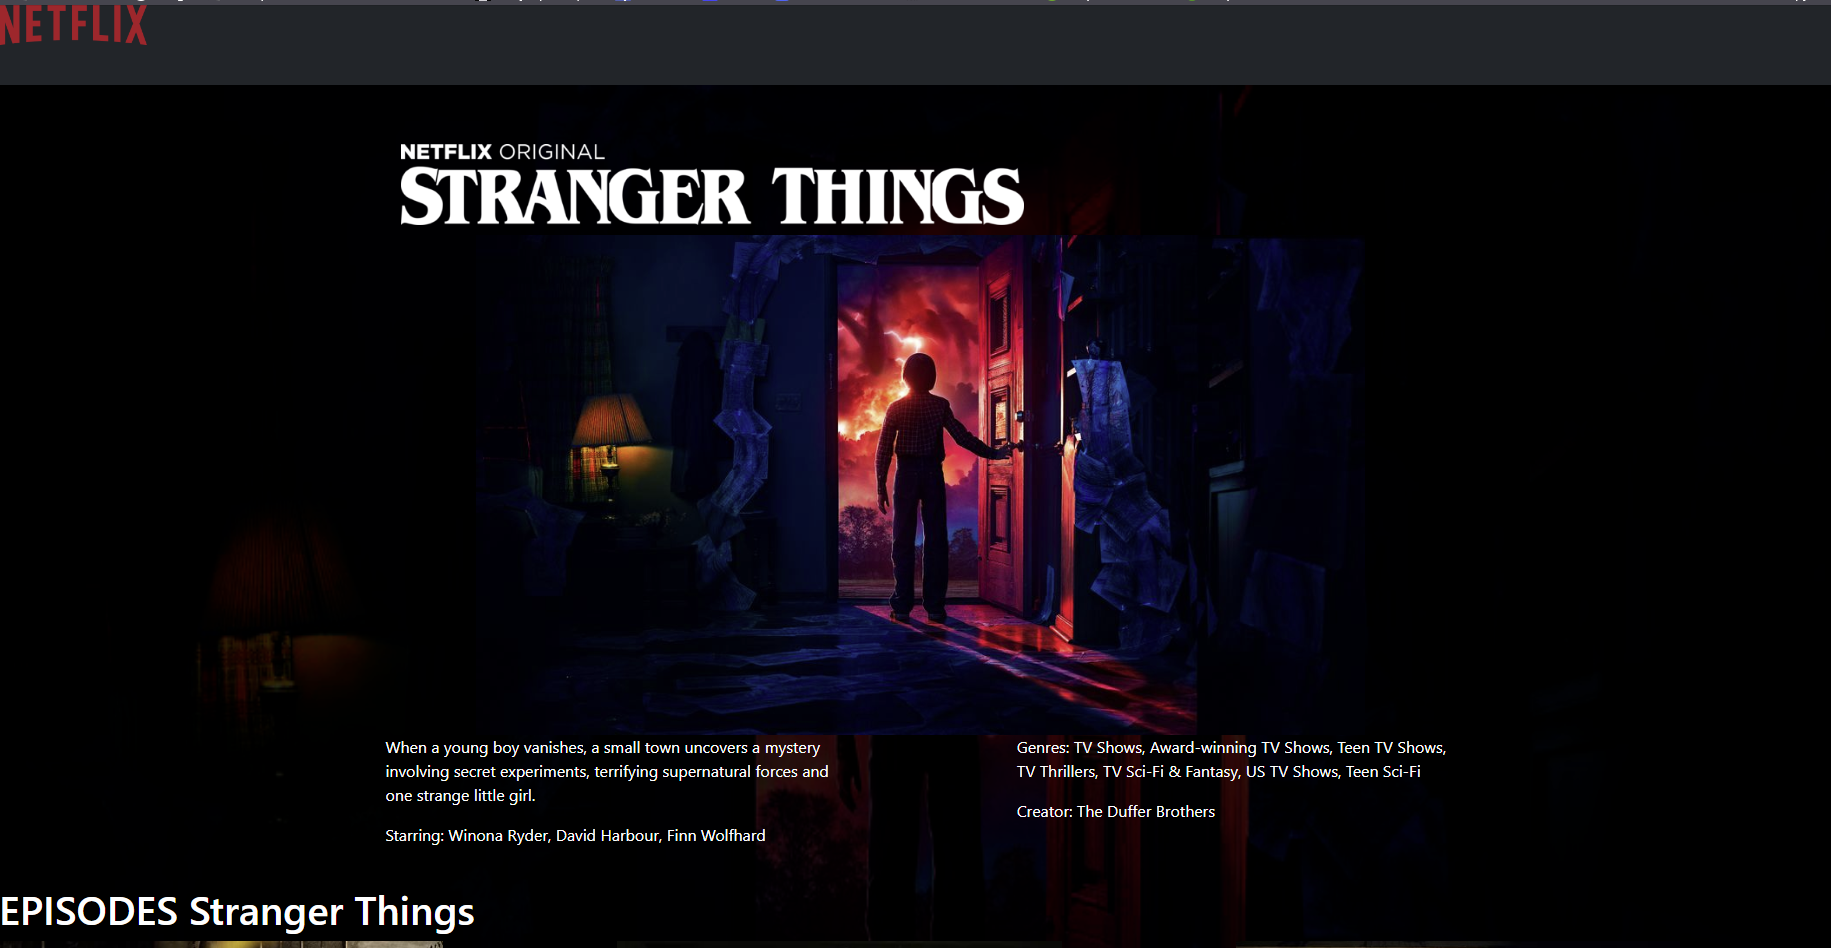 NETFLIX
NETFLIX ORIGINAL
STRANGER THINGS
When a young boy vanishes, a small town uncovers a mystery
involving secret experiments, terrifying supernatural forces and
one strange little girl.
Starring: Winona Ryder, David Harbour, Finn Wolfhard
Genres: TV Shows, Award-winning TV Shows, Teen TV Shows,
TV Thrillers, TV Sci-Fi & Fantasy, US TV Shows, Teen Sci-Fi
Creator: The Duffer Brothers
EPISODES Stranger Things